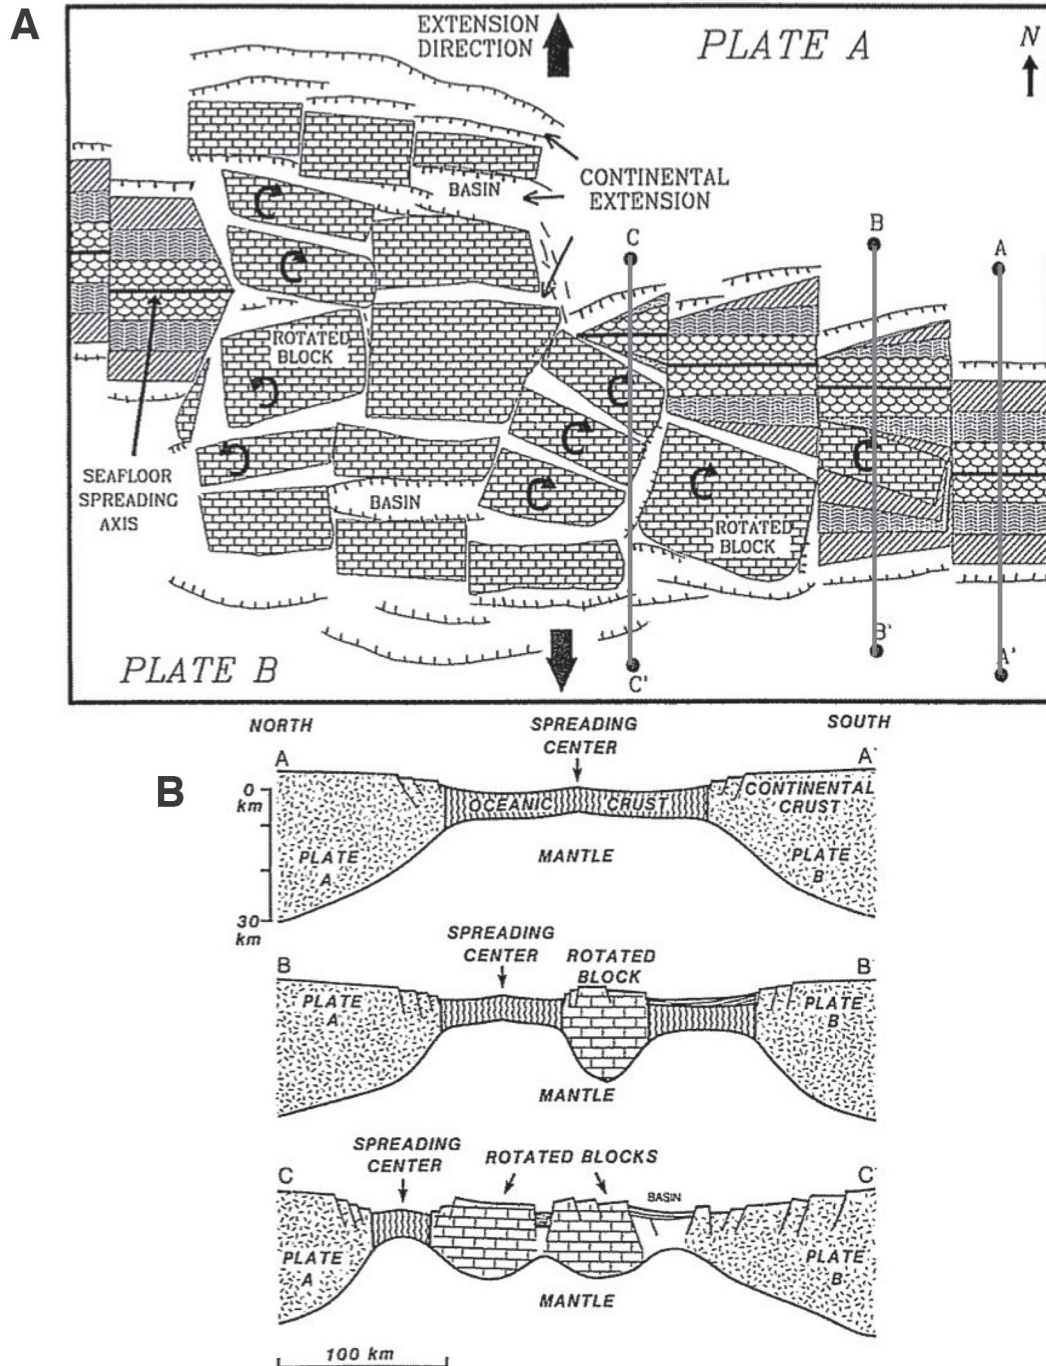 A
EXTENSION
DIRECTION
PLATE A
N
BASIN
CONTINENTAL
EXTENSION
C
B
A
ROTATED
BLOCK
SEAFLOOR
SPREADING
AXIS
BASIN
ROTATED
BLOCK
PLATE B
C'
B'
A'
NORTH
SPREADING
CENTER
SOUTH
B
A
A'
0
km
OCEANIC CRUST
CONTINENTAL
CRUST
PLATE
A
MANTLE
PLATE
B
30
km
SPREADING
CENTER
ROTATED
BLOCK
B
B'
PLATE
A
PLATE
B
MANTLE
SPREADING
CENTER
ROTATED BLOCKS
C
C'
BASIN
PLATE
A
PLATE
B
MANTLE
100 km